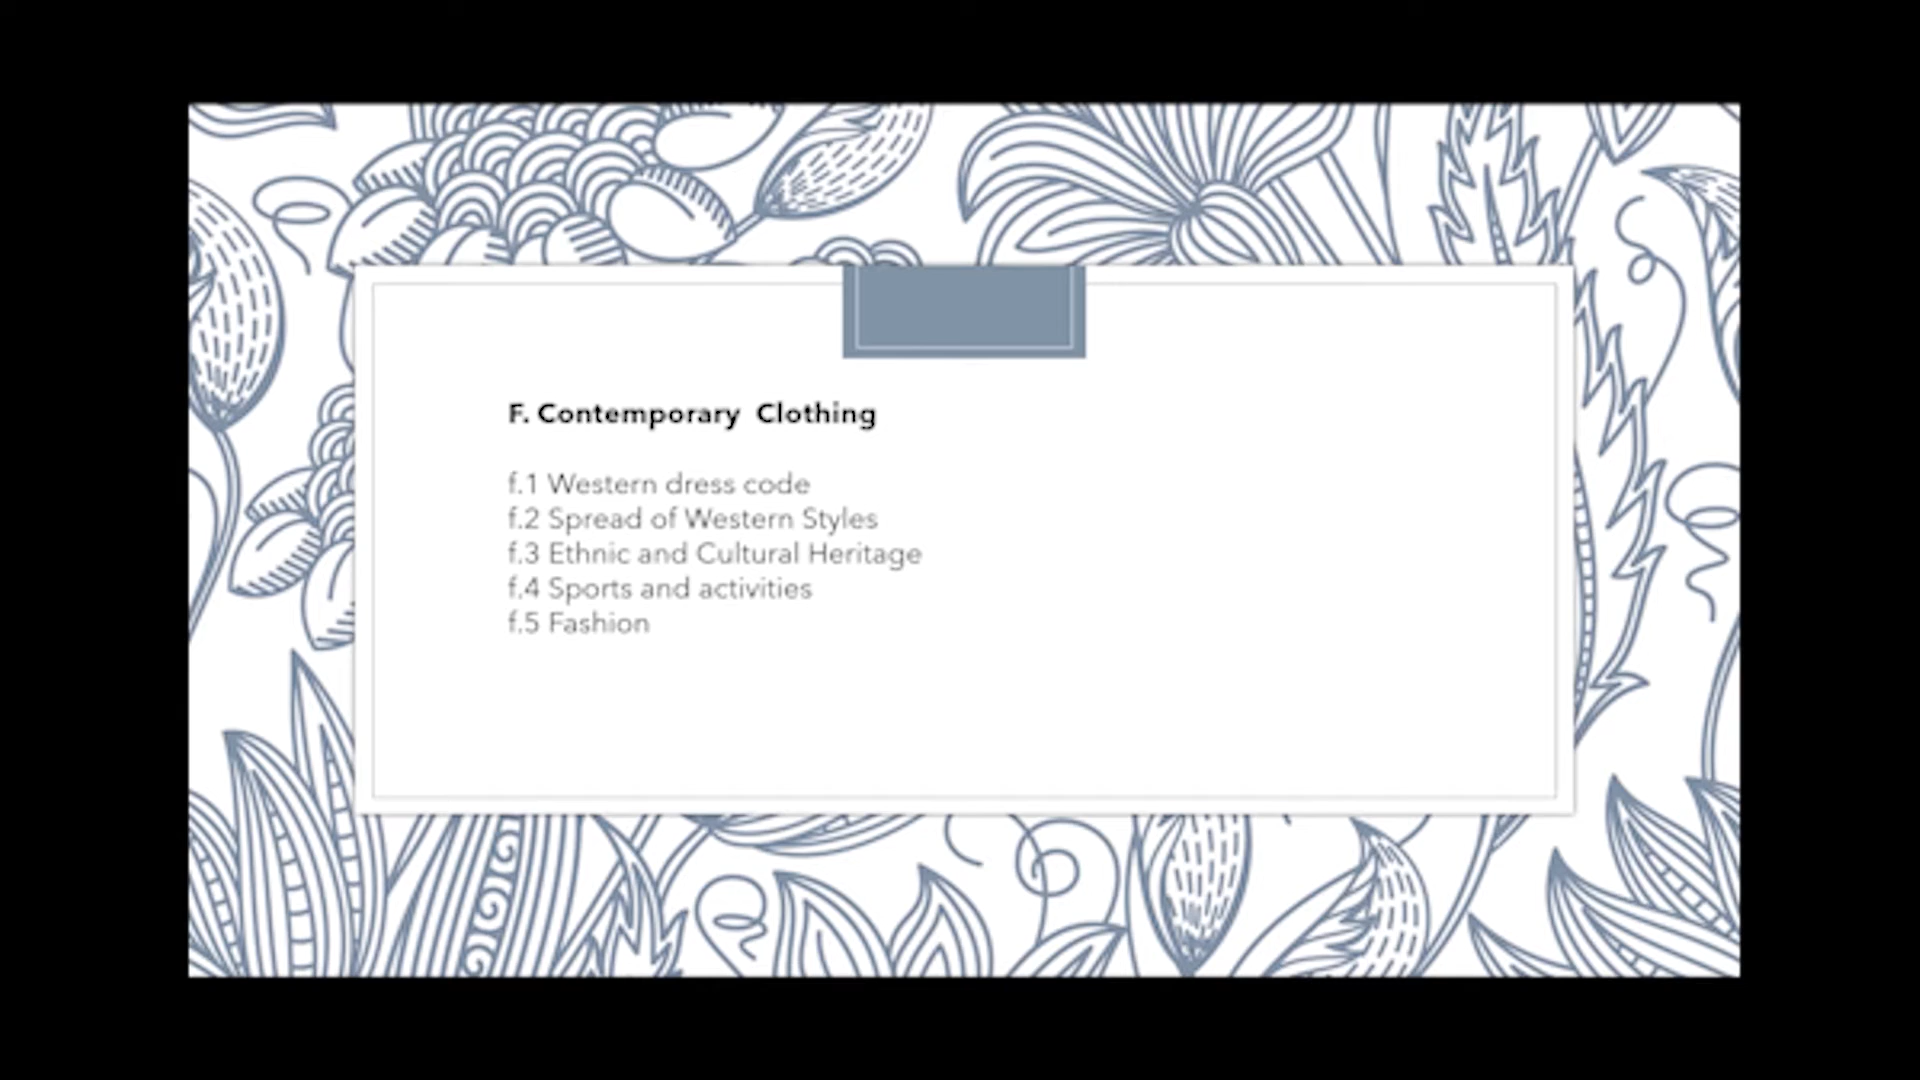 F. Contemporary Clothing
f.1 Western dress code
f.2 Spread of Western Styles
f.3 Ethnic and Cultural Heritage
f.4 Sports and activities
f.5 Fashion